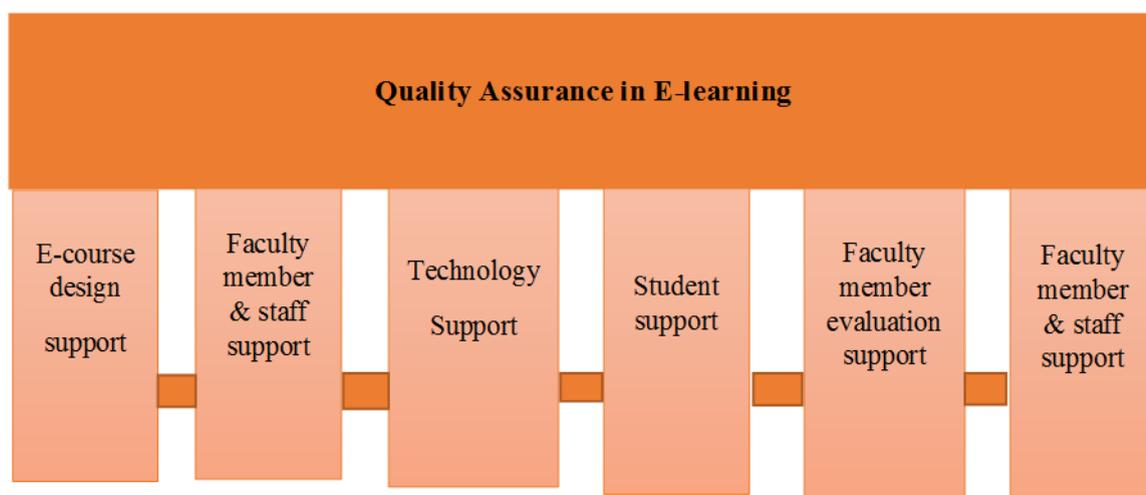 Quality Assurance in E-learning
E-course
design
support
Faculty
member
& staff
support
Technology
Support
Student
support
Faculty
member
evaluation
support
Faculty
member
& staff
support